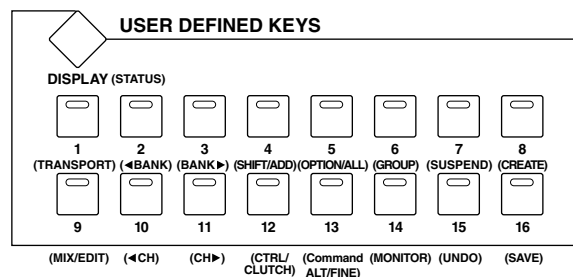 USER DEFINED KEYS
DISPLAY (STATUS)
1 2 3 4 5 6 7 8
(TRANSPORT) (◄BANK) (BANK►) (SHIFT/ADD) (OPTION/ALL) (GROUP) (SUSPEND) (CREATE)
9 10 11 12 13 14 15 16
(MIX/EDIT) (◄CH) (CH►) (CTRL/ (Command (MONITOR) (UNDO) (SAVE)
CLUTCH) ALT/FINE)